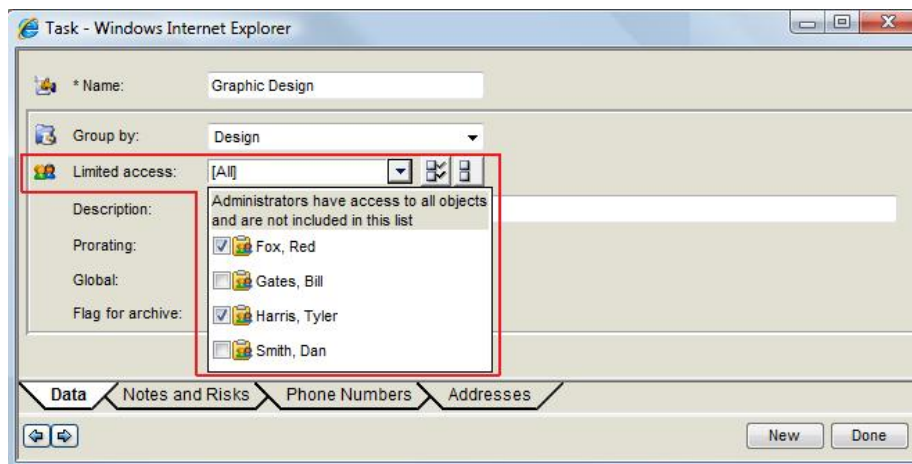 Task - Windows Internet Explorer
* Name: Graphic Design
Group by: Design
Limited access: [All]
Administrators have access to all objects
and are not included in this list
Description:
Fox, Red
Prorating:
Gates, Bill
Global:
Harris, Tyler
Flag for archive:
Smith, Dan
Data Notes and Risks Phone Numbers Addresses
New Done